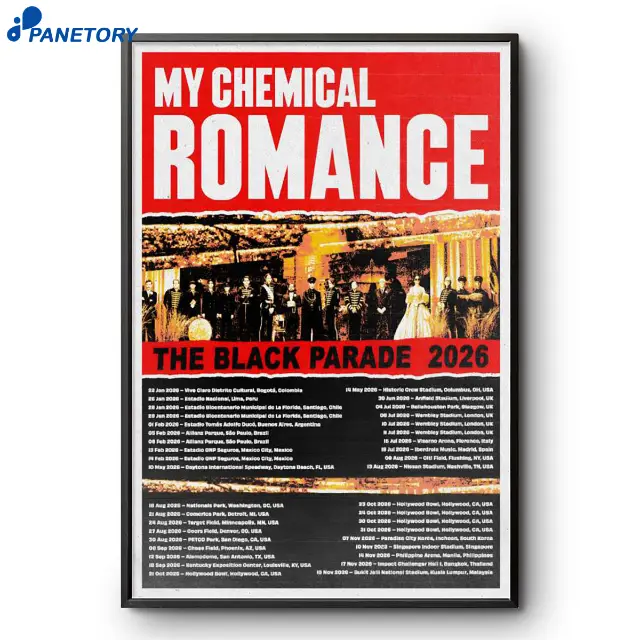 PANETORY
MY CHEMICAL
ROMANCE
THE BLACK PARADE 2026
22 Jan 2026 – Vive Claro Distrito Cultural, Bogotá, Colombia
25 Jan 2026 – Estadio Nacional, Lima, Peru
28 Jan 2026 – Estadio Bicentenario Municipal de La Florida, Santiago, Chile
29 Jan 2026 – Estadio Bicentenario Municipal de La Florida, Santiago, Chile
01 Feb 2026 – Estadio Tomás Adolfo Ducó, Buenos Aires, Argentina
05 Feb 2026 – Allianz Parque, São Paulo, Brazil
06 Feb 2026 – Allianz Parque, São Paulo, Brazil
13 Feb 2026 – Estadio GNP Seguros, Mexico City, Mexico
14 Feb 2026 – Estadio GNP Seguros, Mexico City, Mexico
10 May 2026 – Daytona International Speedway, Daytona Beach, FL, USA
14 May 2026 – Historic Crew Stadium, Columbus, OH, USA
30 Jun 2026 – Anfield Stadium, Liverpool, UK
04 Jul 2026 – Bellahouston Park, Glasgow, UK
08 Jul 2026 – Wembley Stadium, London, UK
10 Jul 2026 – Wembley Stadium, London, UK
11 Jul 2026 – Wembley Stadium, London, UK
15 Jul 2026 – Visarno Arena, Florence, Italy
18 Jul 2026 – Iberdrola Music, Madrid, Spain
09 Aug 2026 – Citi Field, Flushing, NY, USA
13 Aug 2026 – Nissan Stadium, Nashville, TN, USA
18 Aug 2026 – Nationals Park, Washington, DC, USA
21 Aug 2026 – Comerica Park, Detroit, MI, USA
24 Aug 2026 – Target Field, Minneapolis, MN, USA
27 Aug 2026 – Coors Field, Denver, CO, USA
30 Aug 2026 – PETCO Park, San Diego, CA, USA
00 Sep 2026 – Chase Field, Phoenix, AZ, USA
12 Sep 2026 – Alamodome, San Antonio, TX, USA
18 Sep 2026 – Kentucky Exposition Center, Louisville, KY, USA
21 Oct 2026 – Hollywood Bowl, Hollywood, CA, USA
23 Oct 2026 – Hollywood Bowl, Hollywood, CA, USA
24 Oct 2026 – Hollywood Bowl, Hollywood, CA, USA
30 Oct 2026 – Hollywood Bowl, Hollywood, CA, USA
31 Oct 2026 – Hollywood Bowl, Hollywood, CA, USA
07 Nov 2026 – Paradise City Korea, Incheon, South Korea
10 Nov 2026 – Singapore Indoor Stadium, Singapore
14 Nov 2026 – Philippine Arena, Manila, Philippines
17 Nov 2026 – Impact Challenger Hall 1, Bangkok, Thailand
19 Nov 2026 – Bukit Jalil National Stadium, Kuala Lumpur, Malaysia